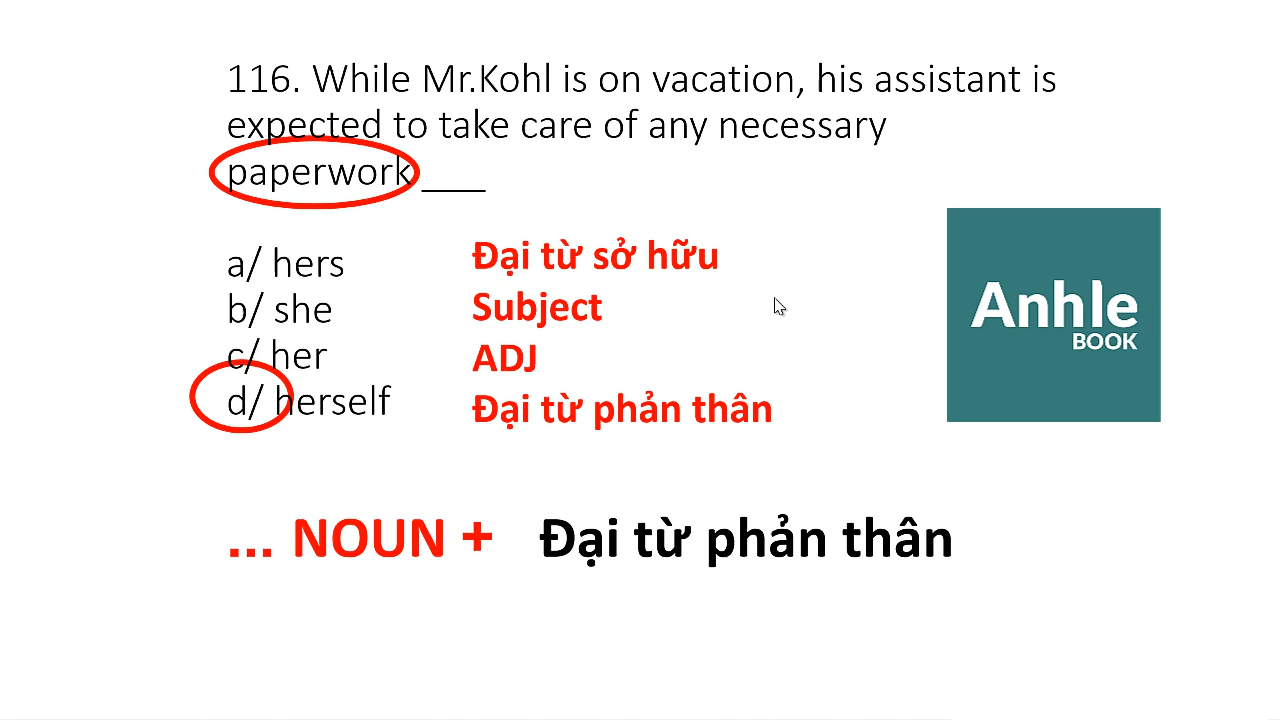 116. While Mr.Kohl is on vacation, his assistant is
expected to take care of any necessary
paperwork ___
a/ hers
b/ she
c/ her
d/ herself
Đại từ sở hữu
Subject
ADJ
Đại từ phản thân
Anhle
BOOK
... NOUN + Đại từ phản thân